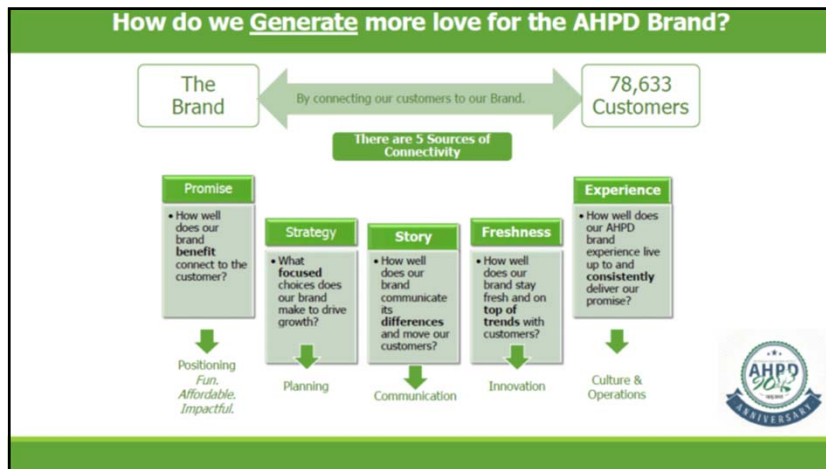 How do we Generate more love for the AHPD Brand?
The
Brand
By connecting our customers to our Brand.
78,633
Customers
There are 5 Sources of
Connectivity
Promise
• How well
does our
brand
benefit
connect to the
customer?
Positioning
Fun.
Affordable.
Impactful.
Strategy
• What
focused
choices does
our brand
make to drive
growth?
Planning
Story
• How well
does our
brand
communicate
its
differences
and move our
customers?
Communication
Freshness
• How well
does our
brand stay
fresh and on
top of
trends with
customers?
Innovation
Experience
• How well does
our AHPD
brand
experience live
up to and
consistently
deliver our
promise?
Culture &
Operations
AHPD
ANNIVERSARY